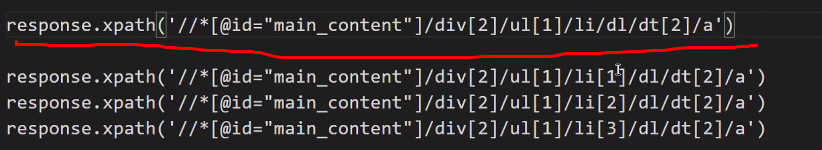 response.xpath('//*[@id="main_content"]/div[2]/ul[1]/li/dl/dt[2]/a')
response.xpath('//*[@id="main_content"]/div[2]/ul[1]/li[1]/dl/dt[2]/a')
response.xpath('//*[@id="main_content"]/div[2]/ul[1]/li[2]/dl/dt[2]/a')
response.xpath('//*[@id="main_content"]/div[2]/ul[1]/li[3]/dl/dt[2]/a')